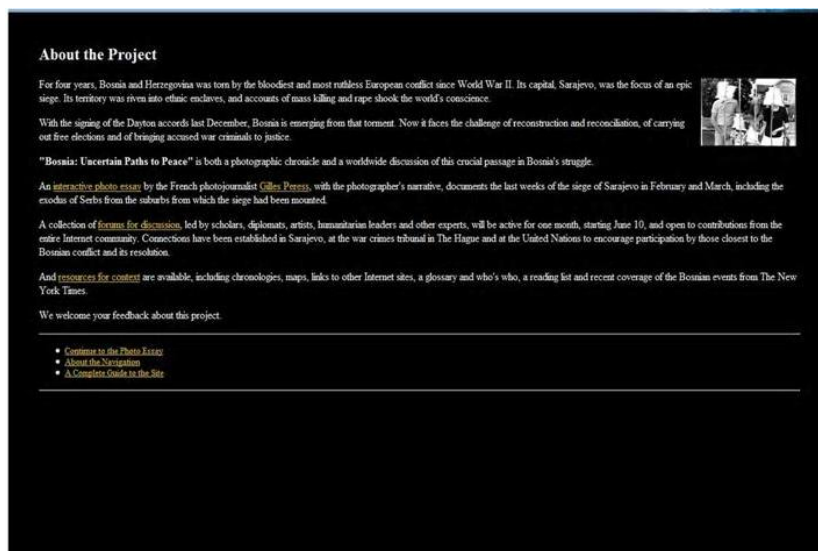 About the Project
For four years, Bosnia and Herzegovina was torn by the bloodiest and most ruthless European conflict since World War II. Its capital, Sarajevo, was the focus of an epic
siege. Its territory was riven into ethnic enclaves, and accounts of mass killing and rape shook the world's conscience.
With the signing of the Dayton accords last December, Bosnia is emerging from that torment. Now it faces the challenge of reconstruction and reconciliation, of carrying
out free elections and of bringing accused war criminals to justice.
"Bosnia: Uncertain Paths to Peace" is both a photographic chronicle and a worldwide discussion of this crucial passage in Bosnia's struggle.
An interactive photo essay by the French photojournalist Gilles Peress, with the photographer's narrative, documents the last weeks of the siege of Sarajevo in February and March, including the
exodus of Serbs from the suburbs from which the siege had been mounted.
A collection of forums for discussion, led by scholars, diplomats, artists, humanitarian leaders and other experts, will be active for one month, starting June 10, and open to contributions from the
entire Internet community. Connections have been established in Sarajevo, at the war crimes tribunal in The Hague and at the United Nations to encourage participation by those closest to the
Bosnian conflict and its resolution.
And resources for context are available, including chronologies, maps, links to other Internet sites, a glossary and who's who, a reading list and recent coverage of the Bosnian events from The New
York Times.
We welcome your feedback about this project.
Continue to the Photo Essay
About the Navigation
A Complete Guide to the Site